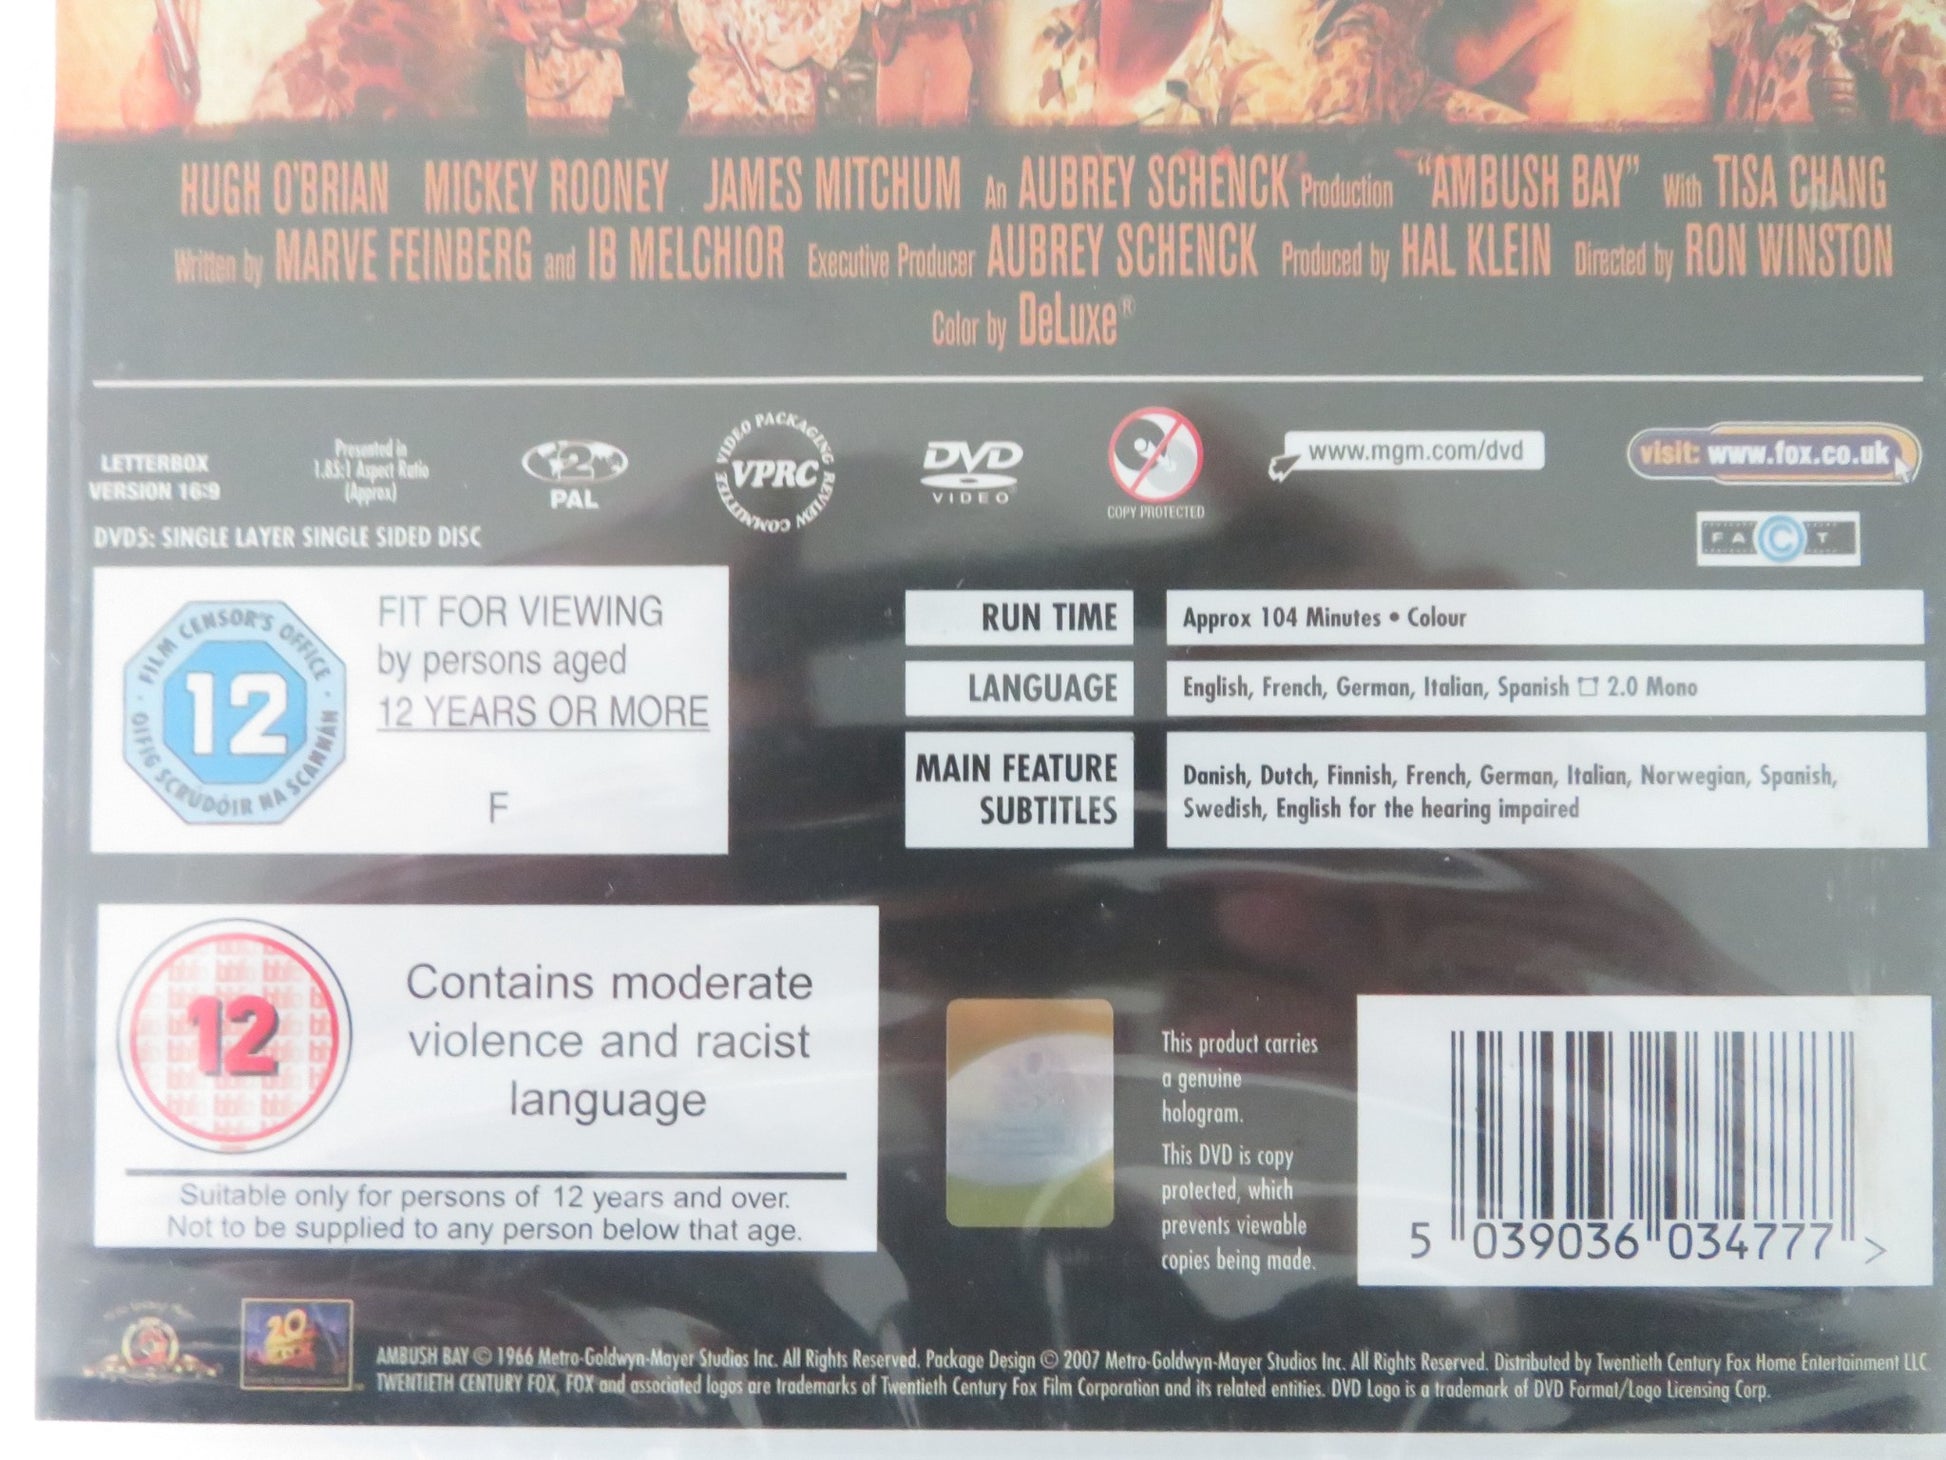 HUGH O'BRIAN MICKEY ROONEY JAMES MITCHUM An AUBREY SCHENCK Production "AMBUSH BAY" With TISA CHANG
Written by MARVE FEINBERG and IB MELCHIOR Executive Producer AUBREY SCHENCK Produced by HAL KLEIN Directed by RON WINSTON
Color by DeLuxe®
LETTERBOX
VERSION 16:9
Presented in
1.85:1 Aspect Ratio
(Approx)
2
PAL
VIDEO PACKAGING REVIEW COMMITTEE
VPRC
DVD
VIDEO
COPY PROTECTED
www.mgm.com/dvd
visit: www.fox.co.uk
FACT
DVD5: SINGLE LAYER SINGLE SIDED DISC
FILM CENSOR'S OFFICE
12
OIFIG SCRÚDÓIR NA SCANNÁN
FIT FOR VIEWING
by persons aged
12 YEARS OR MORE
F
RUN TIME
Approx 104 Minutes • Colour
LANGUAGE
English, French, German, Italian, Spanish 2.0 Mono
MAIN FEATURE
SUBTITLES
Danish, Dutch, Finnish, French, German, Italian, Norwegian, Spanish,
Swedish, English for the hearing impaired
12
Contains moderate
violence and racist
language
Suitable only for persons of 12 years and over.
Not to be supplied to any person below that age.
This product carries
a genuine
hologram.
This DVD is copy
protected, which
prevents viewable
copies being made.
5 039036 034777 >
20
AMBUSH BAY © 1966 Metro-Goldwyn-Mayer Studios Inc. All Rights Reserved. Package Design © 2007 Metro-Goldwyn-Mayer Studios Inc. All Rights Reserved. Distributed by Twentieth Century Fox Home Entertainment LLC
TWENTIETH CENTURY FOX, FOX and associated logos are trademarks of Twentieth Century Fox Film Corporation and its related entities. DVD Logo is a trademark of DVD Format/Logo Licensing Corp.